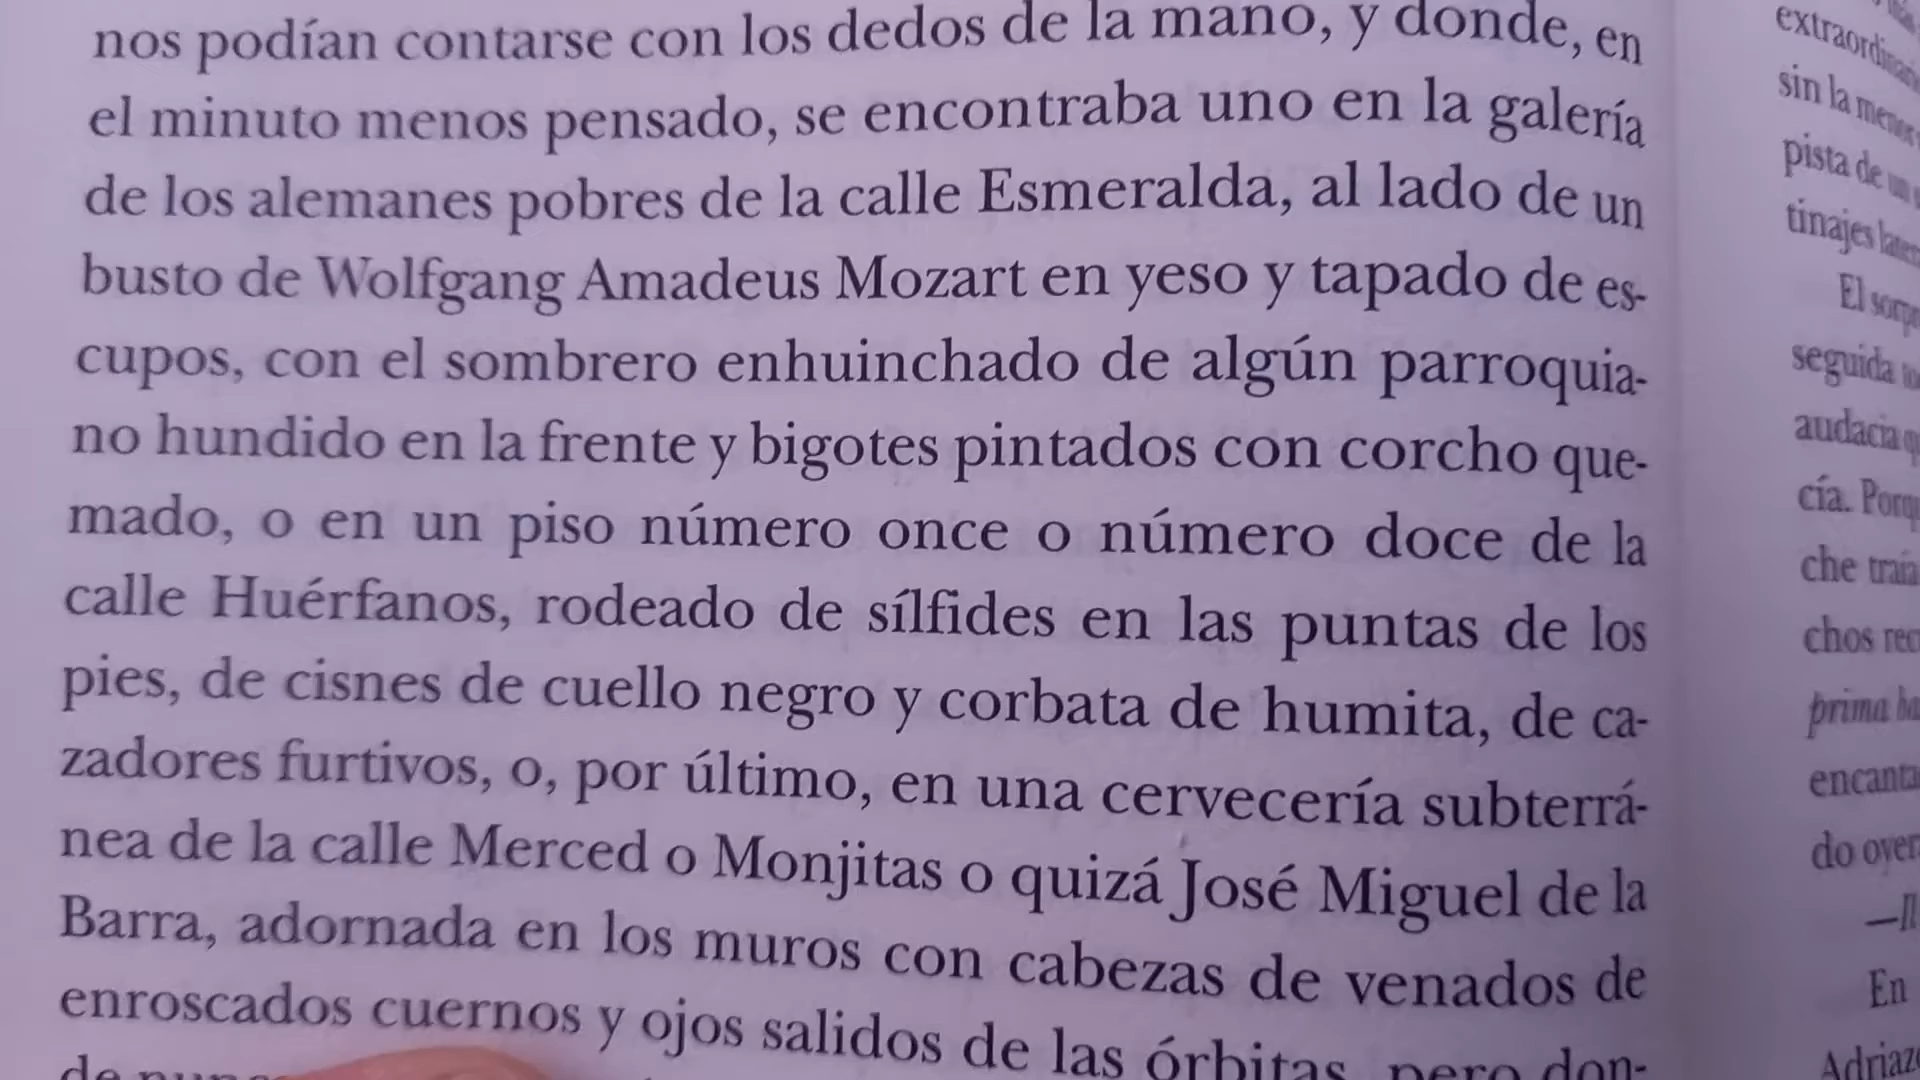 nos podían contarse con los dedos de la mano, y donde, en
el minuto menos pensado, se encontraba uno en la galería
de los alemanes pobres de la calle Esmeralda, al lado de un
busto de Wolfgang Amadeus Mozart en yeso y tapado de es-
cupos, con el sombrero enhuinchado de algún parroquia-
no hundido en la frente y bigotes pintados con corcho que-
mado, o en un piso número once o número doce de la
calle Huérfanos, rodeado de sílfides en las puntas de los
pies, de cisnes de cuello negro y corbata de humita, de ca-
zadores furtivos, o, por último, en una cervecería subterrá-
nea de la calle Merced o Monjitas o quizá José Miguel de la
Barra, adornada en los muros con cabezas de venados de
enroscados cuernos y ojos salidos de las órbitas, pero don-
de
sin la
pista de
tinajes
El
seguida
audacia
cía.
che traía
chos
prima
do
En